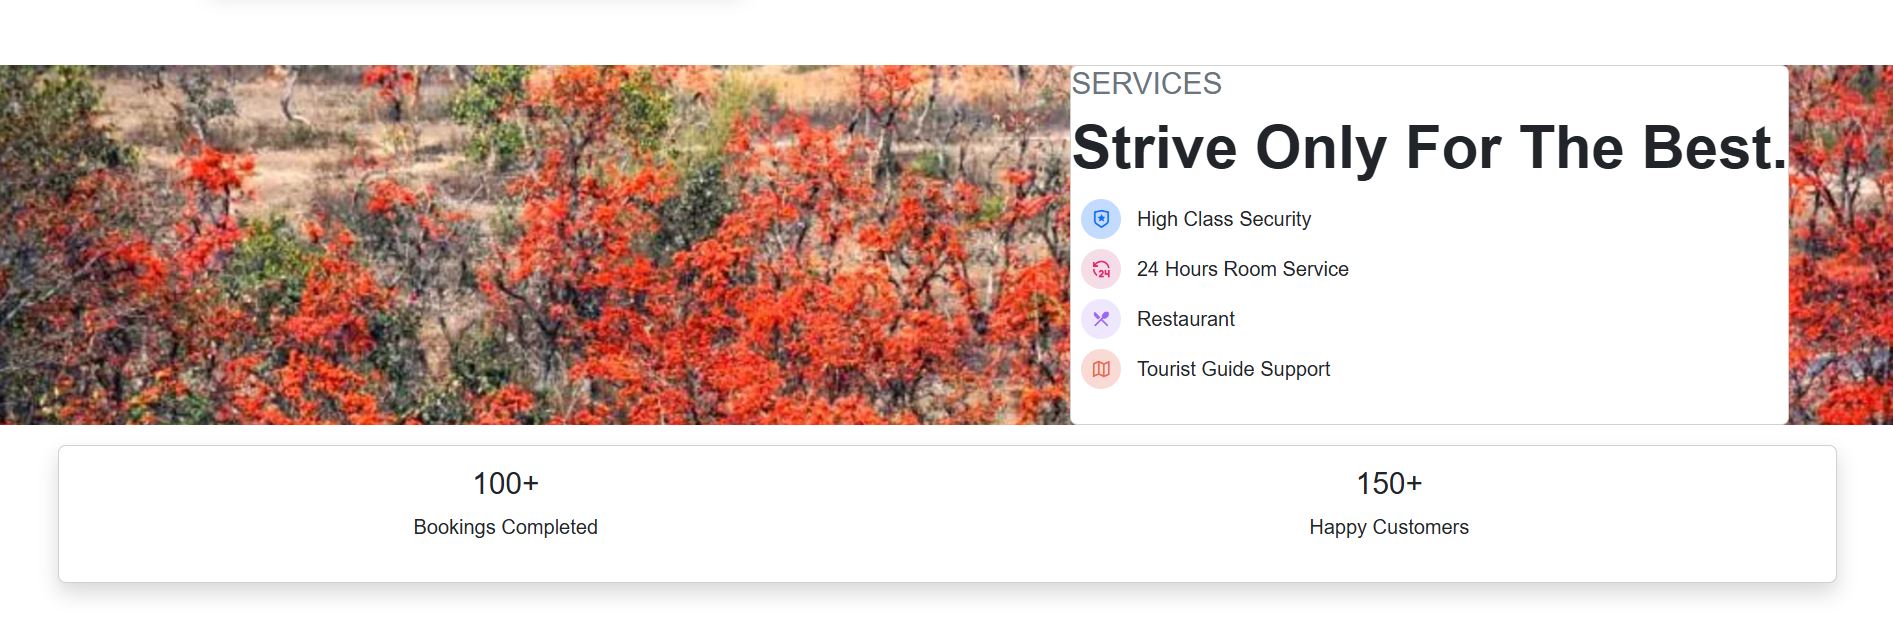 SERVICES
Strive Only For The Best.
High Class Security
24 Hours Room Service
Restaurant
Tourist Guide Support
100+
Bookings Completed
150+
Happy Customers